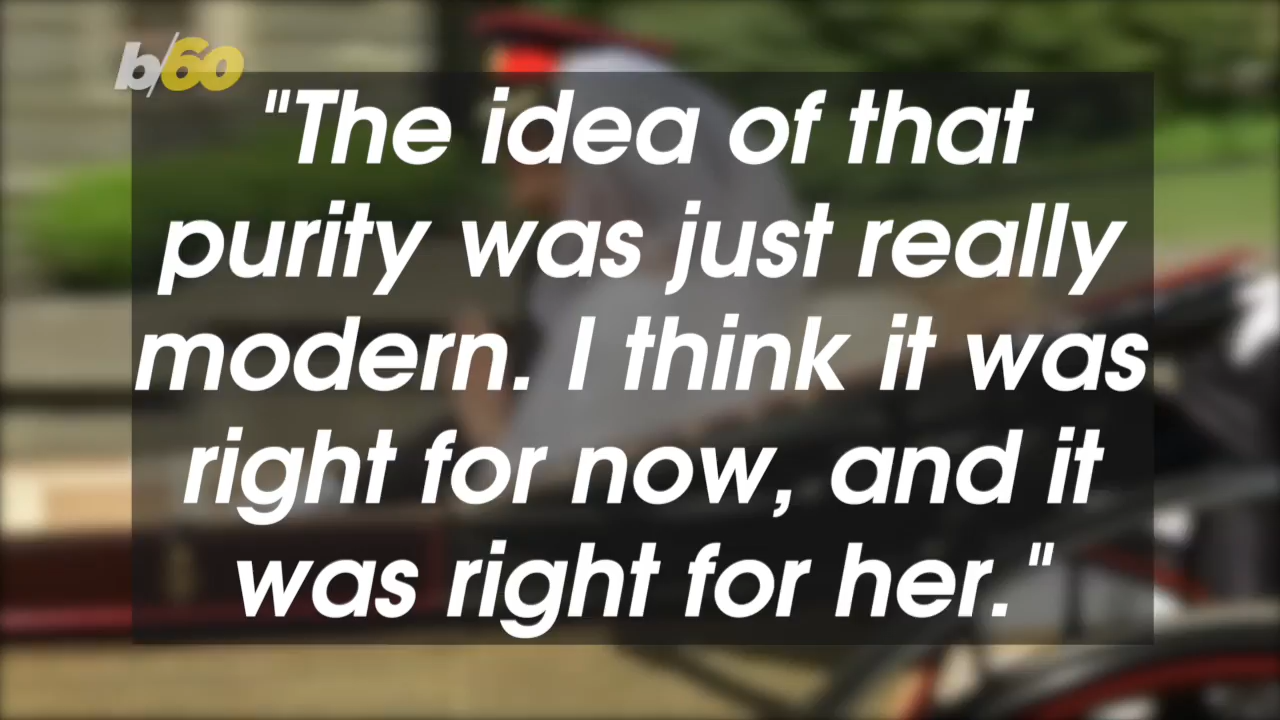 b/60
"The idea of that
purity was just really
modern. I think it was
right for now, and it
was right for her."